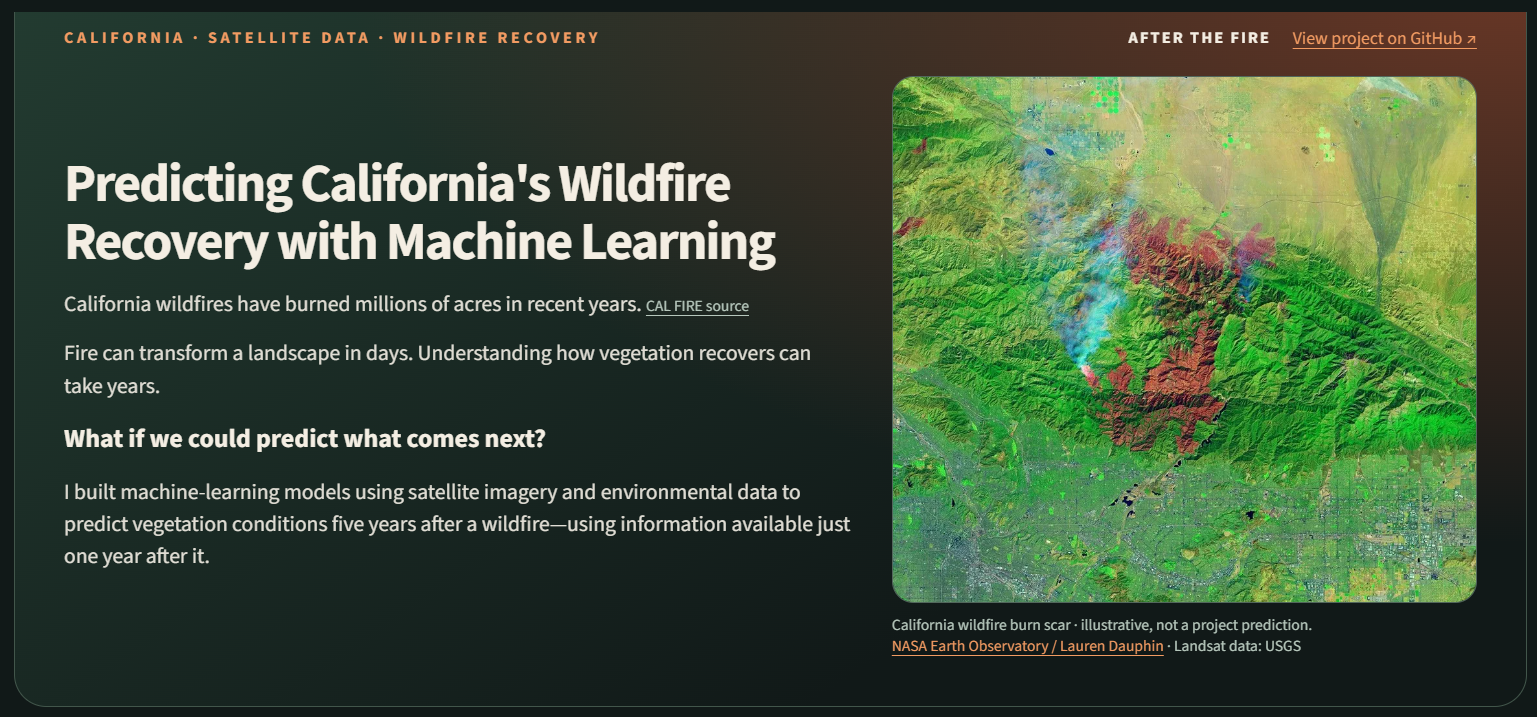 CALIFORNIA · SATELLITE DATA · WILDFIRE RECOVERY
AFTER THE FIRE
View project on GitHub ↗
Predicting California's Wildfire
Recovery with Machine Learning
California wildfires have burned millions of acres in recent years. CAL FIRE source
Fire can transform a landscape in days. Understanding how vegetation recovers can
take years.
What if we could predict what comes next?
I built machine-learning models using satellite imagery and environmental data to
predict vegetation conditions five years after a wildfire—using information available just
one year after it.
California wildfire burn scar · illustrative, not a project prediction.
NASA Earth Observatory / Lauren Dauphin · Landsat data: USGS